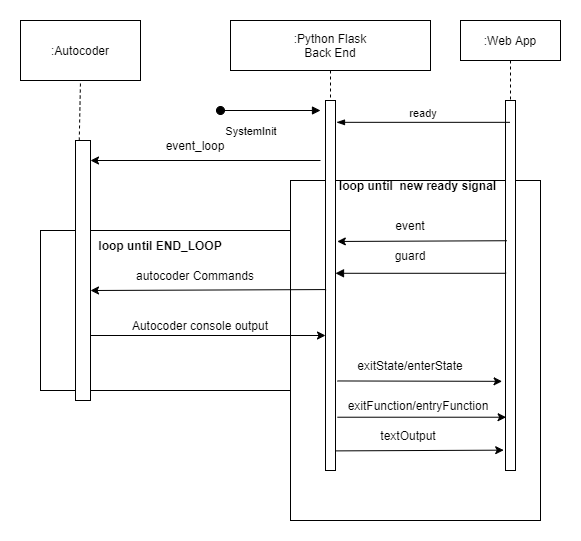 :Autocoder
:Python Flask
Back End
:Web App
SystemInit
ready
event_loop
loop until  new ready signal
event
loop until END_LOOP
guard
autocoder Commands
Autocoder console output
exitState/enterState
exitFunction/entryFunction
textOutput